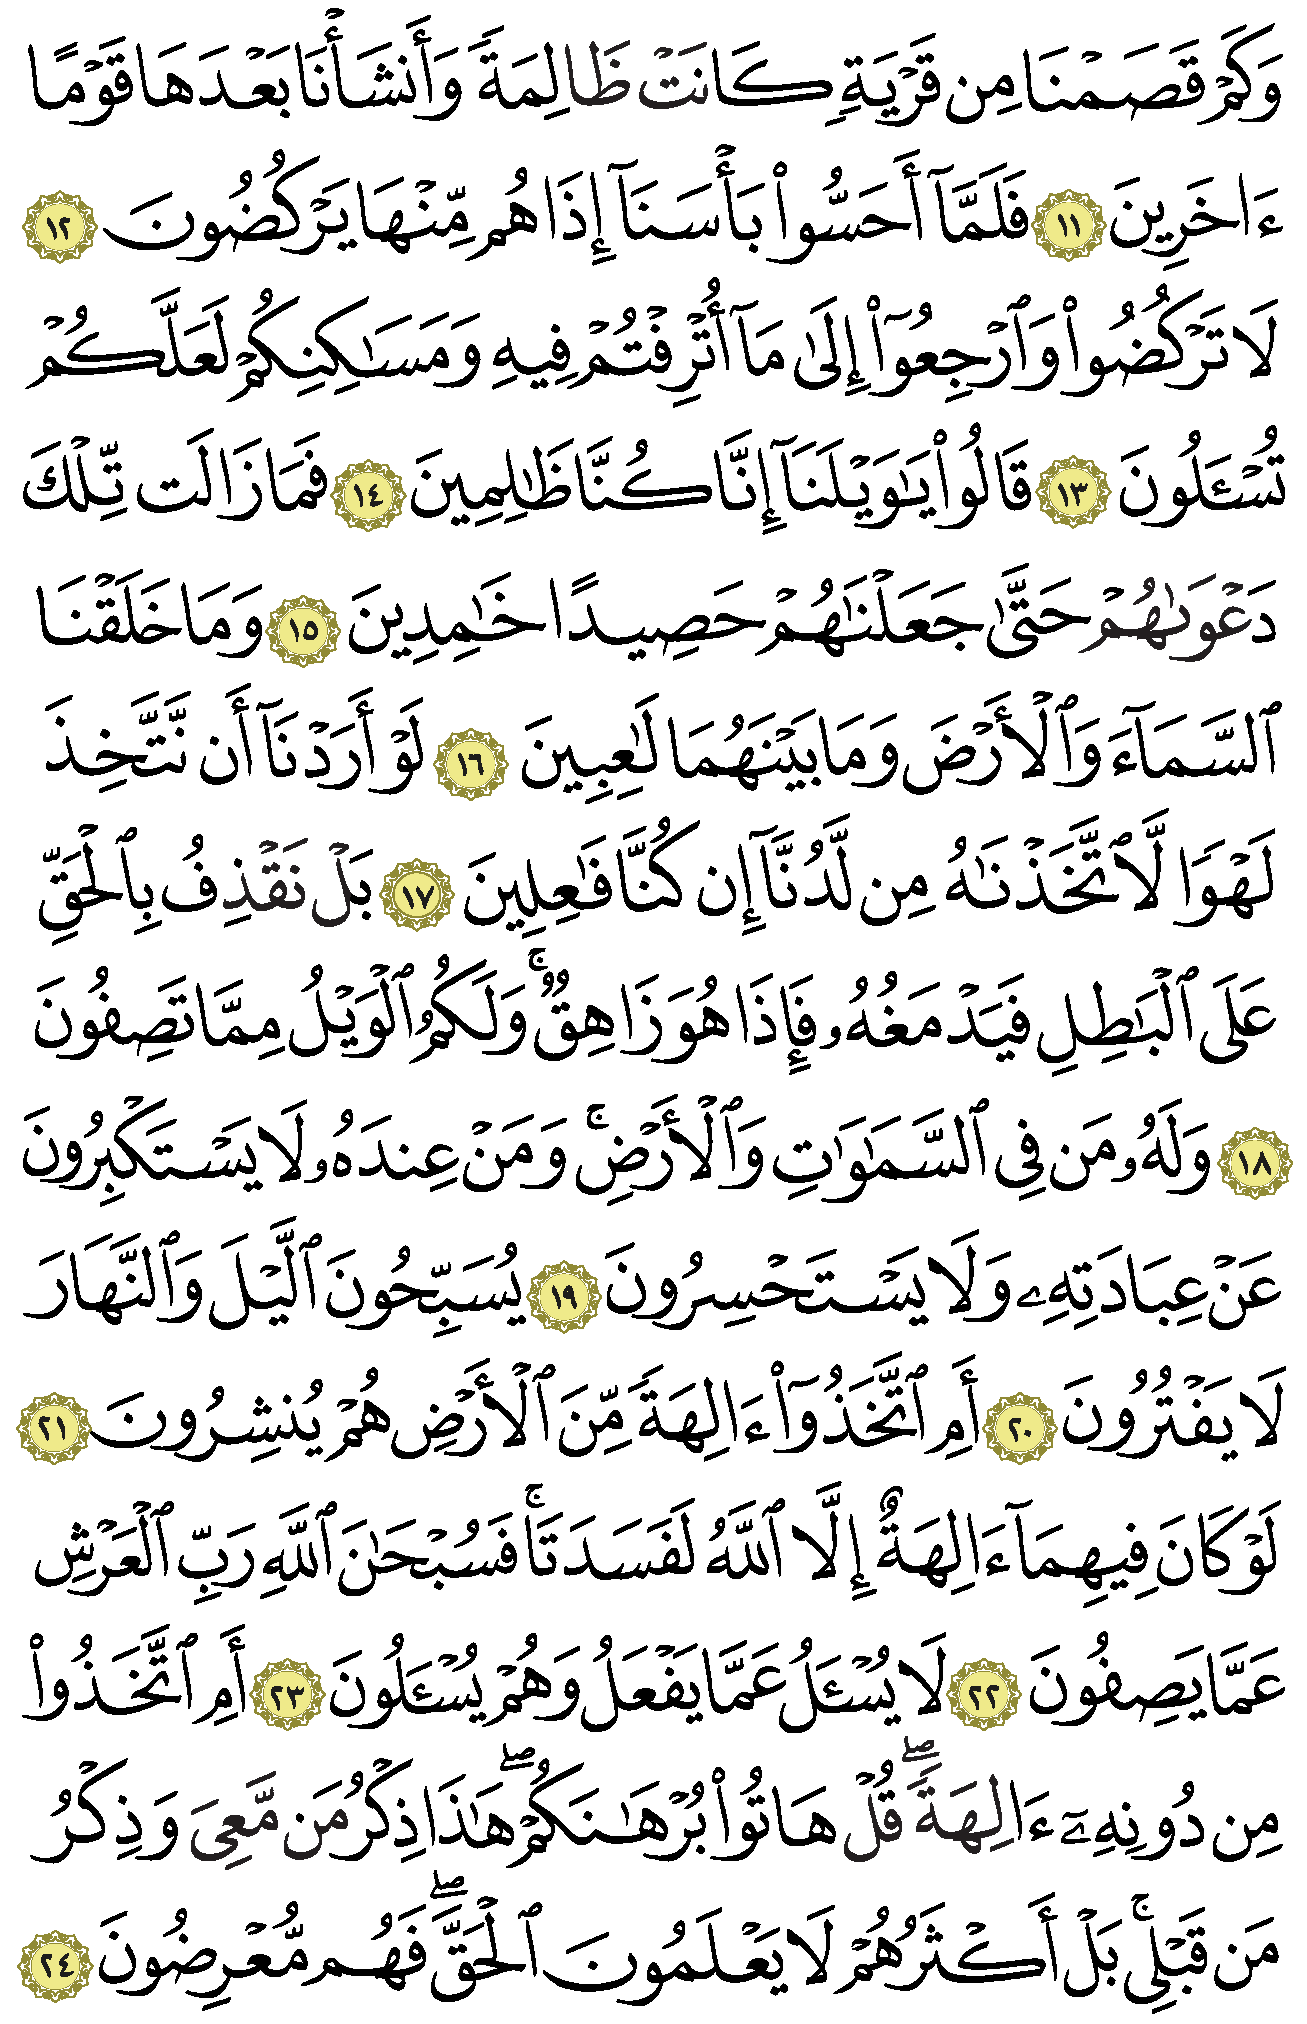 وَكَمۡ قَصَمۡنَا مِن قَرۡيَةٖ كَانَتۡ ظَالِمَةٗ وَأَنشَأۡنَا بَعۡدَهَا قَوۡمًا
ءَاخَرِينَ ١١ فَلَمَّآ أَحَسُّواْ بَأۡسَنَآ إِذَا هُم مِّنۡهَا يَرۡكُضُونَ ١٢
لَا تَرۡكُضُواْ وَٱرۡجِعُوٓاْ إِلَىٰ مَآ أُتۡرِفۡتُمۡ فِيهِ وَمَسَٰكِنِكُمۡ لَعَلَّكُمۡ
تُسۡـَٔلُونَ ١٣ قَالُواْ يَٰوَيۡلَنَآ إِنَّا كُنَّا ظَٰلِمِينَ ١٤ فَمَا زَالَت تِّلۡكَ
دَعۡوَىٰهُمۡ حَتَّىٰ جَعَلۡنَٰهُمۡ حَصِيدًا خَٰمِدِينَ ١٥ وَمَا خَلَقۡنَا
ٱلسَّمَآءَ وَٱلۡأَرۡضَ وَمَا بَيۡنَهُمَا لَٰعِبِينَ ١٦ لَوۡ أَرَدۡنَآ أَن نَّتَّخِذَ
لَهۡوٗا لَّٱتَّخَذۡنَٰهُ مِن لَّدُنَّآ إِن كُنَّا فَٰعِلِينَ ١٧ بَلۡ نَقۡذِفُ بِٱلۡحَقِّ
عَلَى ٱلۡبَٰطِلِ فَيَدۡمَغُهُۥ فَإِذَا هُوَ زَاهِقٞۚ وَلَكُمُ ٱلۡوَيۡلُ مِمَّا تَصِفُونَ
١٨ وَلَهُۥ مَن فِي ٱلسَّمَٰوَٰتِ وَٱلۡأَرۡضِۚ وَمَنۡ عِندَهُۥ لَا يَسۡتَكۡبِرُونَ
عَنۡ عِبَادَتِهِۦ وَلَا يَسۡتَحۡسِرُونَ ١٩ يُسَبِّحُونَ ٱلَّيۡلَ وَٱلنَّهَارَ
لَا يَفۡتُرُونَ ٢٠ أَمِ ٱتَّخَذُوٓاْ ءَالِهَةٗ مِّنَ ٱلۡأَرۡضِ هُمۡ يُنشِرُونَ ٢١
لَوۡ كَانَ فِيهِمَآ ءَالِهَةٌ إِلَّا ٱللَّهُ لَفَسَدَتَاۚ فَسُبۡحَٰنَ ٱللَّهِ رَبِّ ٱلۡعَرۡشِ
عَمَّا يَصِفُونَ ٢٢ لَا يُسۡـَٔلُ عَمَّا يَفۡعَلُ وَهُمۡ يُسۡـَٔلُونَ ٢٣ أَمِ ٱتَّخَذُواْ
مِن دُونِهِۦٓ ءَالِهَةٗۖ قُلۡ هَاتُواْ بُرۡهَٰنَكُمۡۖ هَٰذَا ذِكۡرُ مَن مَّعِيَ وَذِكۡرُ
مَن قَبۡلِيۚ بَلۡ أَكۡثَرُهُمۡ لَا يَعۡلَمُونَ ٱلۡحَقَّۖ فَهُم مُّعۡرِضُونَ ٢٤